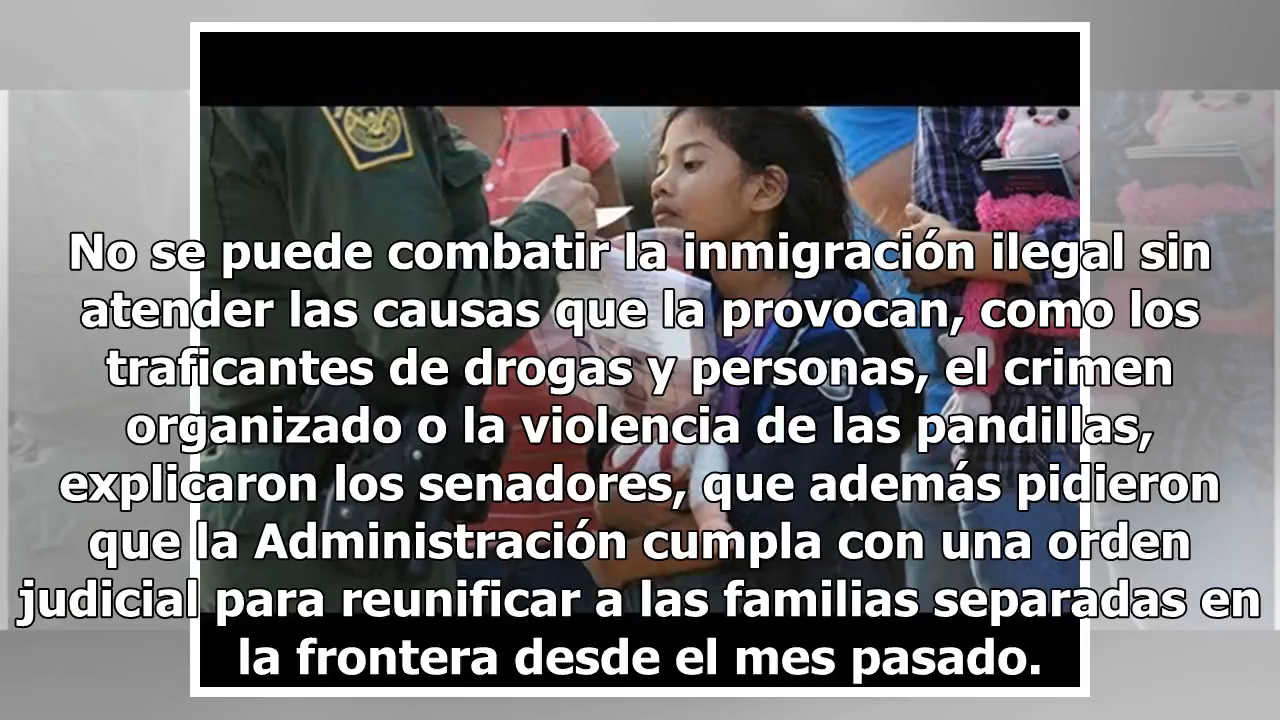 No se puede combatir la inmigración ilegal sin
atender las causas que la provocan, como los
traficantes de drogas y personas, el crimen
organizado o la violencia de las pandillas,
explicaron los senadores, que además pidieron
que la Administración cumpla con una orden
judicial para reunificar a las familias separadas en
la frontera desde el mes pasado.